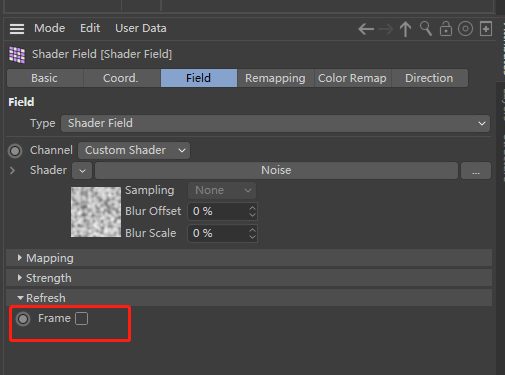 Mode Edit User Data
Shader Field [Shader Field]
Basic Coord. Field Remapping Color Remap Direction
Field
Type Shader Field
Channel Custom Shader
Shader Noise ...
Sampling None
Blur Offset 0 %
Blur Scale 0 %
Mapping
Strength
Refresh
Frame